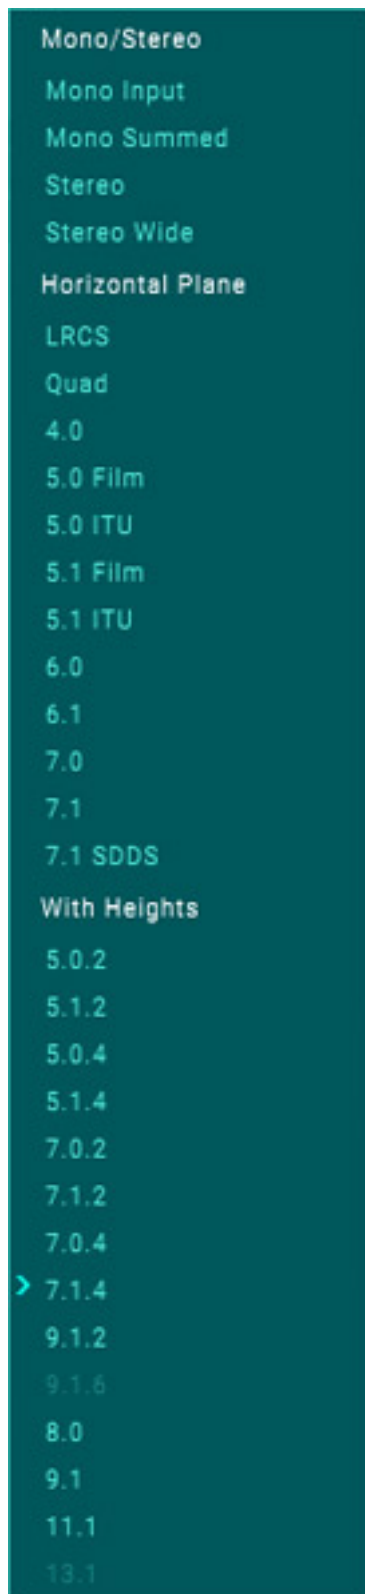 Mono/Stereo
Mono Input
Mono Summed
Stereo
Stereo Wide
Horizontal Plane
LRCS
Quad
4.0
5.0 Film
5.0 ITU
5.1 Film
5.1 ITU
6.0
6.1
7.0
7.1
7.1 SDDS
With Heights
5.0.2
5.1.2
5.0.4
5.1.4
7.0.2
7.1.2
7.0.4
7.1.4
9.1.2
9.1.6
8.0
9.1
11.1
13.1